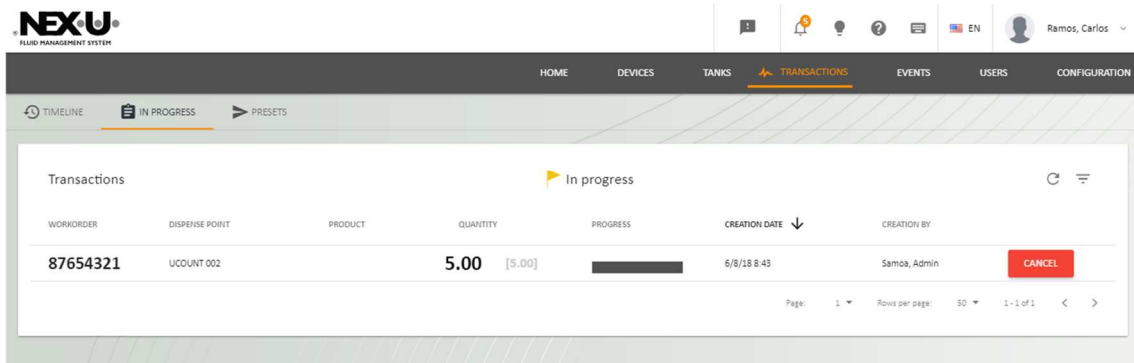 NEX·U·®
FLUID MANAGEMENT SYSTEM
5
EN
Ramos, Carlos
HOME DEVICES TANKS TRANSACTIONS EVENTS USERS CONFIGURATION
TIMELINE IN PROGRESS PRESETS
Transactions In progress
WORKORDER DISPENSE POINT PRODUCT QUANTITY PROGRESS CREATION DATE CREATION BY
87654321 UCOUNT 002 5.00 [5.00] 6/8/18 8:43 Samoa, Admin CANCEL
Page: 1 Rows per page: 50 1 - 1 of 1